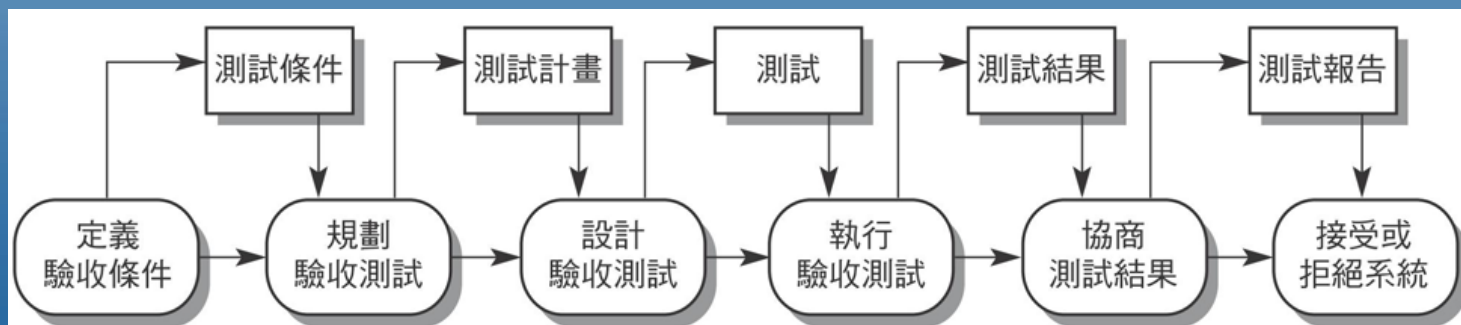 測試條件
測試計畫
測試
測試結果
測試報告
定義
驗收條件
規劃
驗收測試
設計
驗收測試
執行
驗收測試
協商
測試結果
接受或
拒絕系統